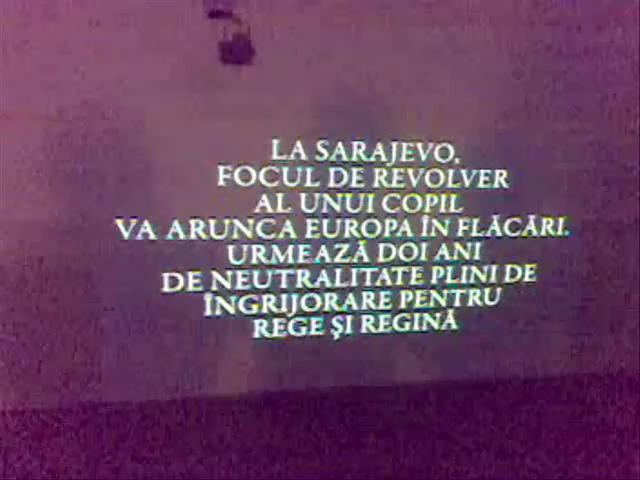 LA SARAJEVO,
FOCUL DE REVOLVER
AL UNUI COPIL
VA ARUNCA EUROPA ÎN FLĂCĂRI.
URMEAZĂ DOI ANI
DE NEUTRALITATE PLINI DE
ÎNGRIJORARE PENTRU
REGE ŞI REGINĂ